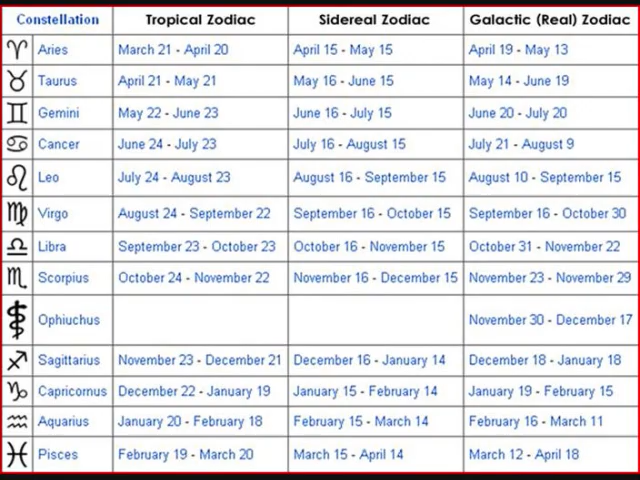 Constellation Tropical Zodiac Sidereal Zodiac Galactic (Real) Zodiac
Aries March 21 - April 20 April 15 - May 15 April 19 - May 13
Taurus April 21 - May 21 May 16 - June 15 May 14 - June 19
Gemini May 22 - June 23 June 16 - July 15 June 20 - July 20
Cancer June 24 - July 23 July 16 - August 15 July 21 - August 9
Leo July 24 - August 23 August 16 - September 15 August 10 - September 15
Virgo August 24 - September 22 September 16 - October 15 September 16 - October 30
Libra September 23 - October 23 October 16 - November 15 October 31 - November 22
Scorpius October 24 - November 22 November 16 - December 15 November 23 - November 29
Ophiuchus November 30 - December 17
Sagittarius November 23 - December 21 December 16 - January 14 December 18 - January 18
Capricornus December 22 - January 19 January 15 - February 14 January 19 - February 15
Aquarius January 20 - February 18 February 15 - March 14 February 16 - March 11
Pisces February 19 - March 20 March 15 - April 14 March 12 - April 18